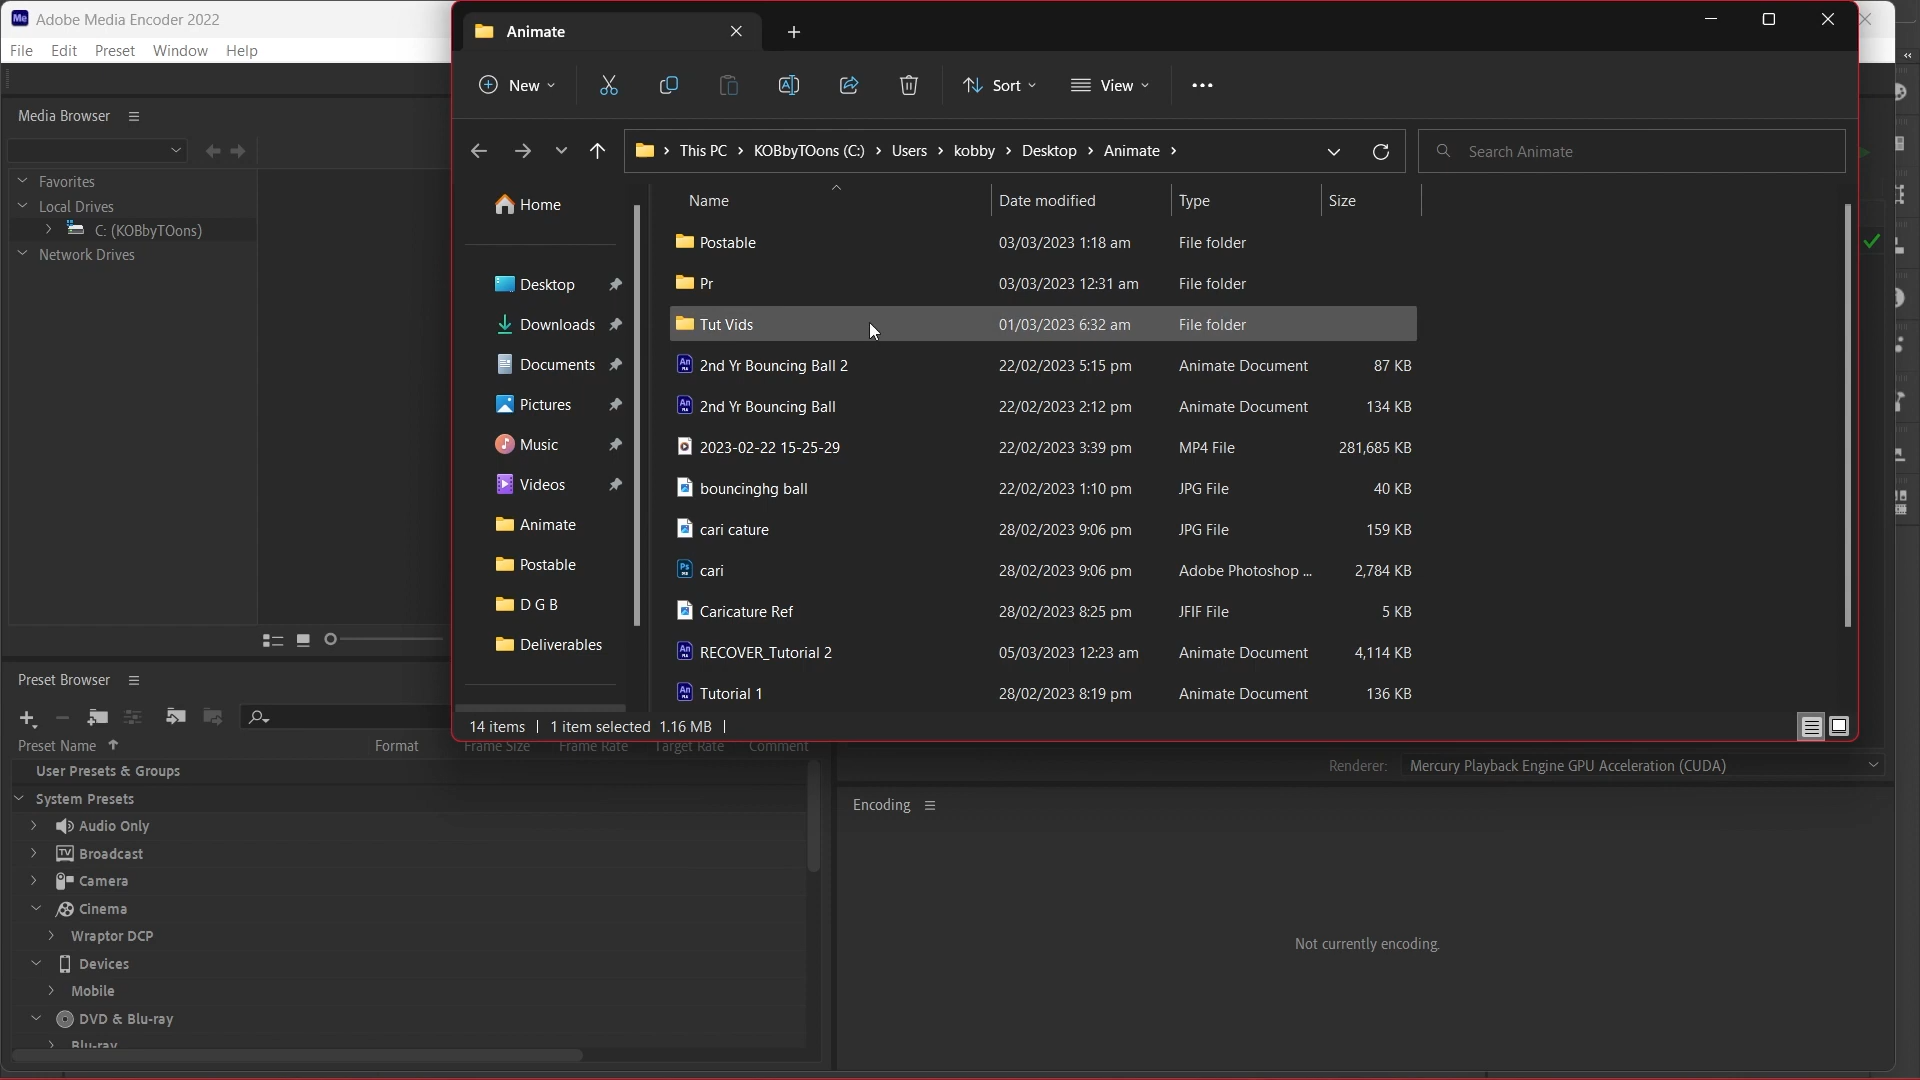 Adobe Media Encoder 2022
File Edit Preset Window Help
Media Browser
Favorites
Local Drives
C: (KOBbyTOons)
Network Drives
Animate
New Sort View
This PC > KOBbyTOons (C:) > Users > kobby > Desktop > Animate >
Search Animate
Home
Desktop
Downloads
Documents
Pictures
Music
Videos
Animate
Postable
D G B
Deliverables
Name Date modified Type Size
Postable 03/03/2023 1:18 am File folder
Pr 03/03/2023 12:31 am File folder
Tut Vids 01/03/2023 6:32 am File folder
2nd Yr Bouncing Ball 2 22/02/2023 5:15 pm Animate Document 87 KB
2nd Yr Bouncing Ball 22/02/2023 2:12 pm Animate Document 134 KB
2023-02-22 15-25-29 22/02/2023 3:39 pm MP4 File 281,685 KB
bouncinghg ball 22/02/2023 1:10 pm JPG File 40 KB
cari cature 28/02/2023 9:06 pm JPG File 159 KB
cari 28/02/2023 9:06 pm Adobe Photoshop ... 2,784 KB
Caricature Ref 28/02/2023 8:25 pm JFIF File 5 KB
RECOVER_Tutorial 2 05/03/2023 12:23 am Animate Document 4,114 KB
Tutorial 1 28/02/2023 8:19 pm Animate Document 136 KB
14 items | 1 item selected 1.16 MB |
Preset Browser
Preset Name Format Frame Size Frame Rate Target Rate Comment
User Presets & Groups
System Presets
Audio Only
TV Broadcast
Camera
Cinema
Wraptor DCP
Devices
Mobile
DVD & Blu-ray
Blu-ray
Renderer: Mercury Playback Engine GPU Acceleration (CUDA)
Encoding
Not currently encoding.